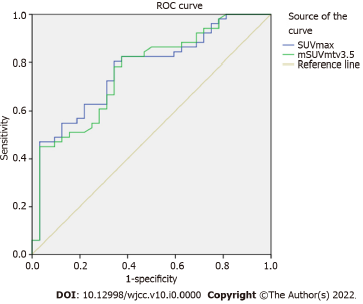 ROC curve
Source of the
curve
SUVmax
mSUVmtv3.5
Reference line
1.0
0.8
0.6
0.4
0.2
0.0
Sensitivity
0.0 0.2 0.4 0.6 0.8 1.0
1-specificity
DOI: 10.12998/wjcc.v10.i0.0000 Copyright ©The Author(s) 2022.